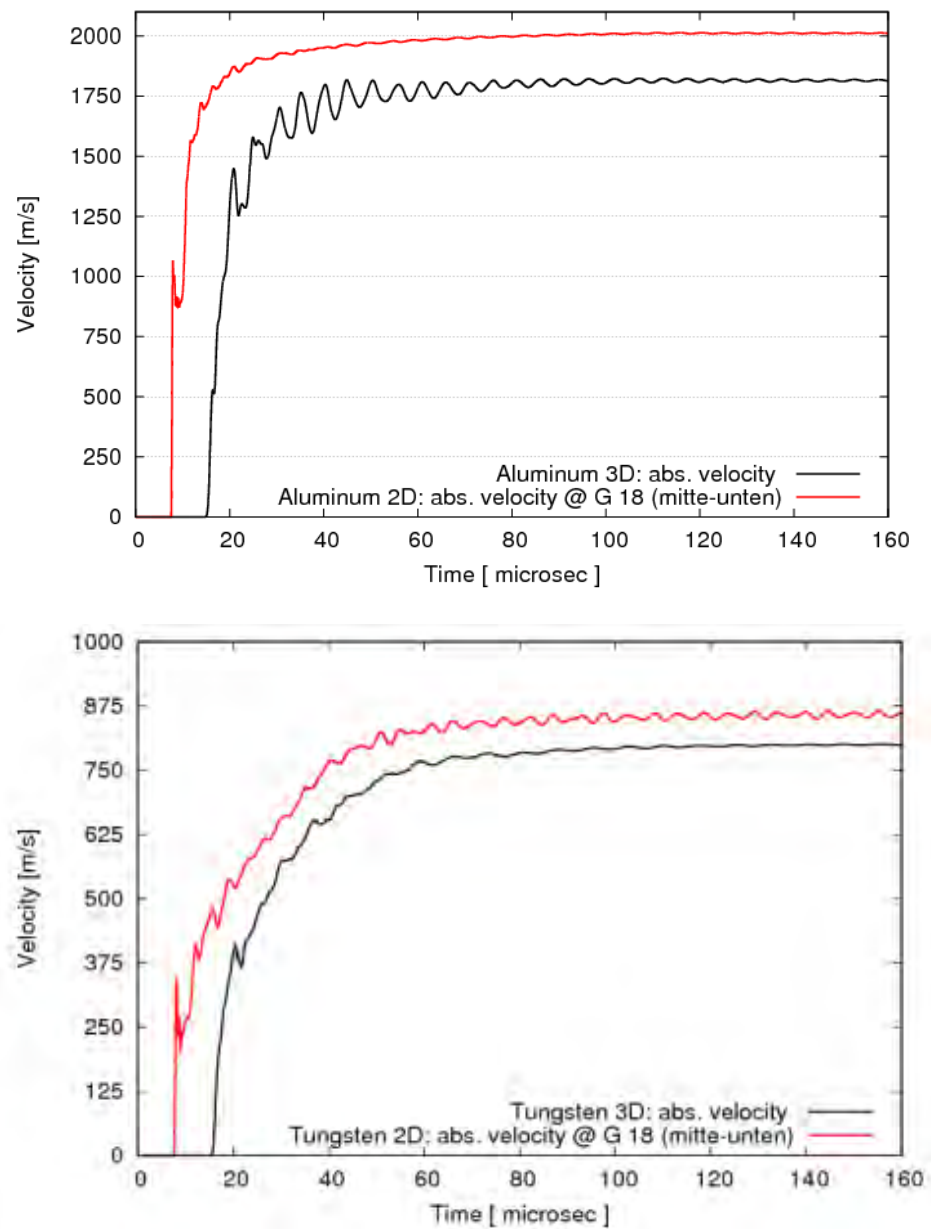 2000
1750
1500
1250
1000
750
500
250
0
Velocity [m/s]
Aluminum 3D: abs. velocity
Aluminum 2D: abs. velocity @ G 18 (mitte-unten)
0 20 40 60 80 100 120 140 160
Time [ microsec ]
1000
875
750
625
500
375
250
125
0
Velocity [m/s]
Tungsten 3D: abs. velocity
Tungsten 2D: abs. velocity @ G 18 (mitte-unten)
0 20 40 60 80 100 120 140 160
Time [ microsec ]